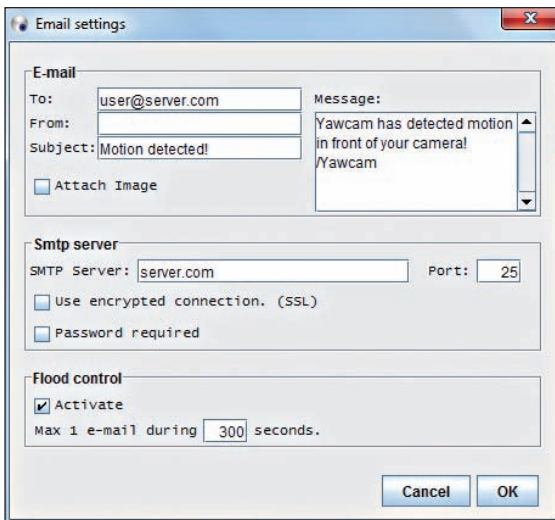 Email settings
E-mail
To: user@server.com
From:
Subject: Motion detected!
Attach Image
Message:
Yawcam has detected motion
in front of your camera!
/Yawcam
Smtp server
SMTP Server: server.com Port: 25
Use encrypted connection. (SSL)
Password required
Flood control
Activate
Max 1 e-mail during 300 seconds.
Cancel OK